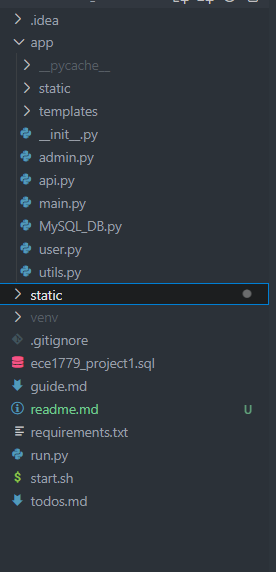 .idea
app
__pycache__
static
templates
__init__.py
admin.py
api.py
main.py
MySQL_DB.py
user.py
utils.py
static
venv
.gitignore
ece1779_project1.sql
guide.md
readme.md U
requirements.txt
run.py
$ start.sh
todos.md